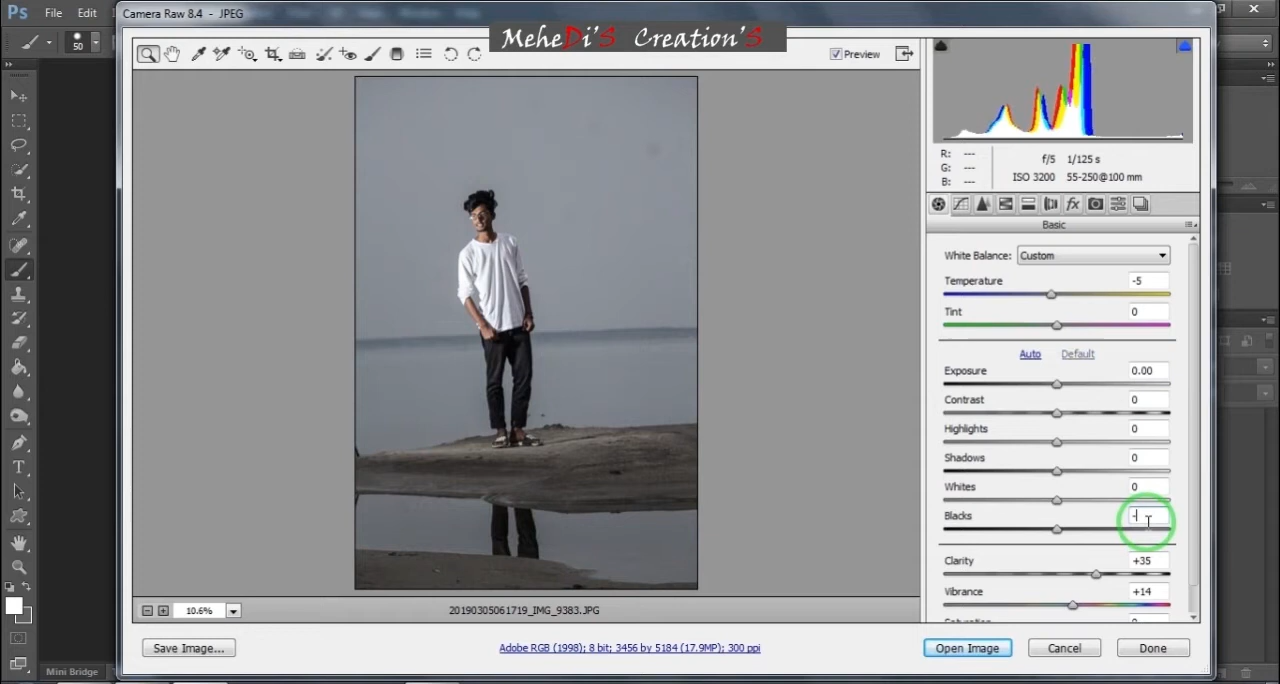 Ps File Edit
Camera Raw 8.4 - JPEG
MeheDi'S Creation'S
50
Preview
R: ---
G: ---
B: ---
f/5 1/125 s
ISO 3200 55-250@100 mm
fx
Basic
White Balance: Custom
Temperature -5
Tint 0
Auto Default
Exposure 0.00
Contrast 0
Highlights 0
Shadows 0
Whites 0
Blacks -
Clarity +35
Vibrance +14
T
10.6%
20190305061719_IMG_9383.JPG
Save Image...
Adobe RGB (1998); 8 bit; 3456 by 5184 (17.9MP); 300 ppi
Open Image Cancel Done
Mini Bridge